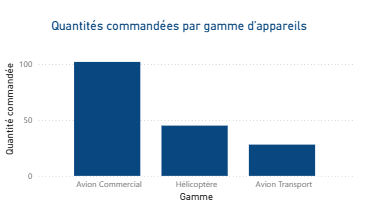 Quantités commandées par gamme d'appareils
Quantité commandée
100
50
0
Avion Commercial
Hélicoptère
Avion Transport
Gamme